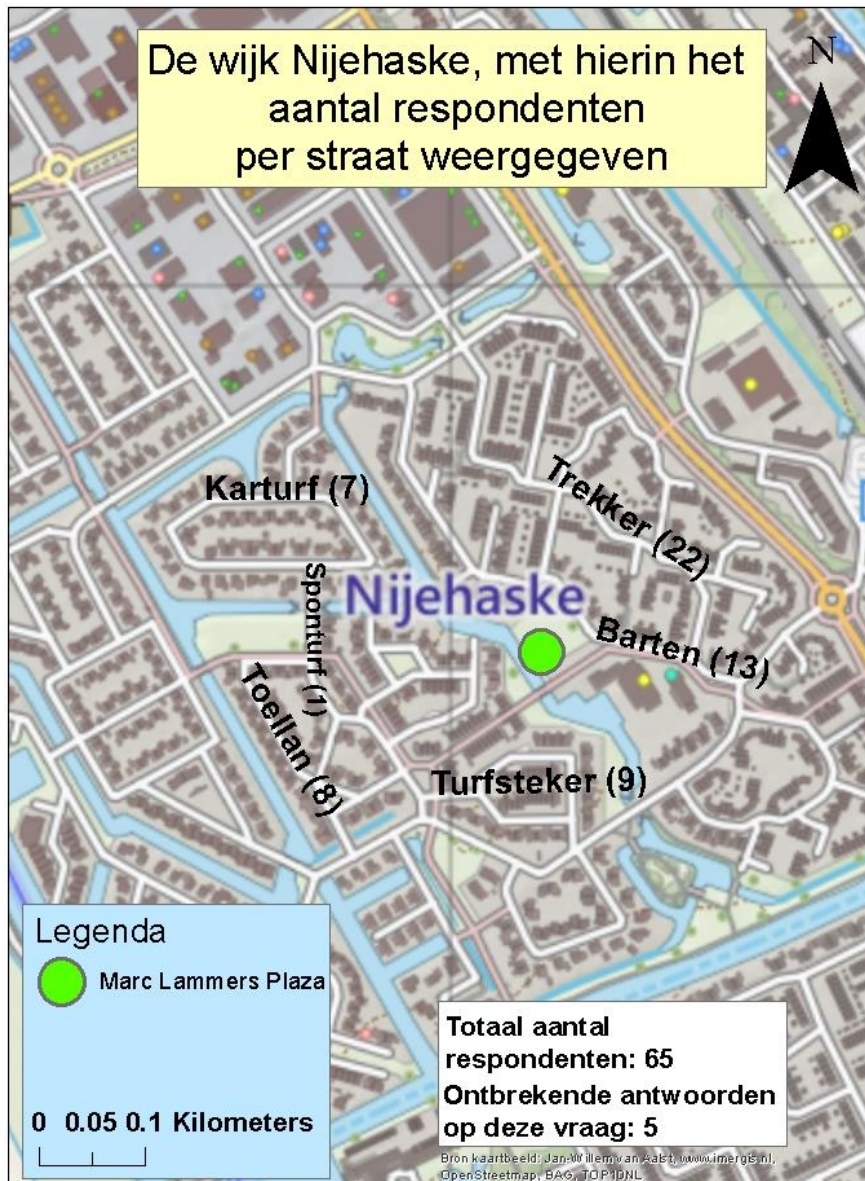 De wijk Nijehaske, met hierin het
aantal respondenten
per straat weergegeven
N
Karturf (7)
Trekker (22)
Sponturf (1)
Nijehaske
Barten (13)
Toellan (8)
Turfsteker (9)
Legenda
Marc Lammers Plaza
0 0.05 0.1 Kilometers
Totaal aantal
respondenten: 65
Ontbrekende antwoorden
op deze vraag: 5
Bron kaartbeeld: Jan-Willem van Aalst, www.imergis.nl,
OpenStreetmap, BAG, TOP10NL